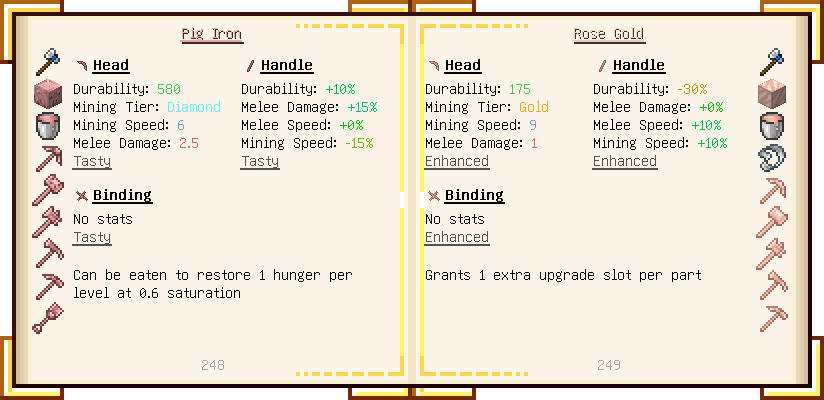 Pig Iron
Head
Durability: 580
Mining Tier: Diamond
Mining Speed: 6
Melee Damage: 2.5
Tasty
Handle
Durability: +10%
Melee Damage: +15%
Melee Speed: +0%
Mining Speed: -15%
Tasty
Binding
No stats
Tasty
Can be eaten to restore 1 hunger per
level at 0.6 saturation
248
Rose Gold
Head
Durability: 175
Mining Tier: Gold
Mining Speed: 9
Melee Damage: 1
Enhanced
Handle
Durability: -30%
Melee Damage: +0%
Melee Speed: +10%
Mining Speed: +10%
Enhanced
Binding
No stats
Enhanced
Grants 1 extra upgrade slot per part
249